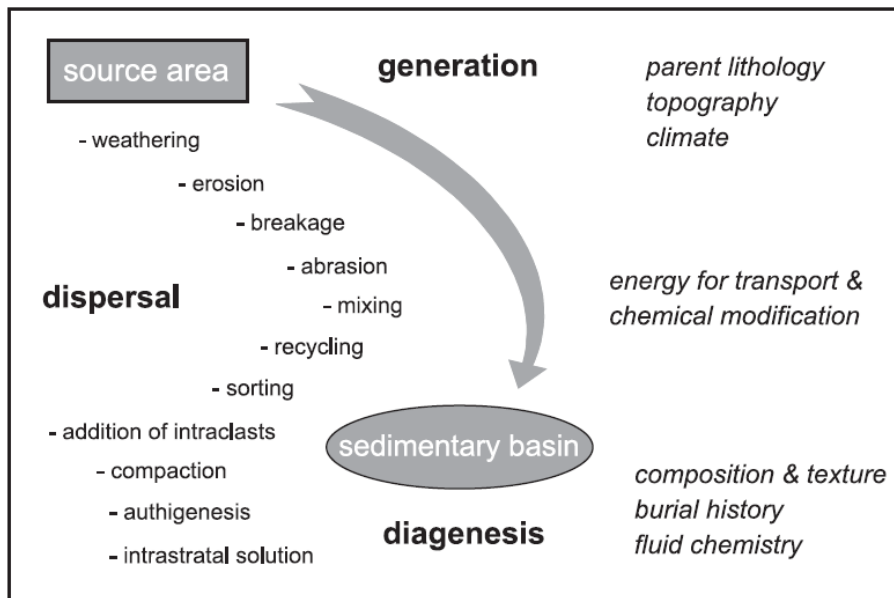 source area
generation
parent lithology
topography
climate
- weathering
- erosion
- breakage
- abrasion
dispersal
- mixing
energy for transport &
chemical modification
- recycling
- sorting
- addition of intraclasts
sedimentary basin
- compaction
- authigenesis
- intrastratal solution
diagenesis
composition & texture
burial history
fluid chemistry